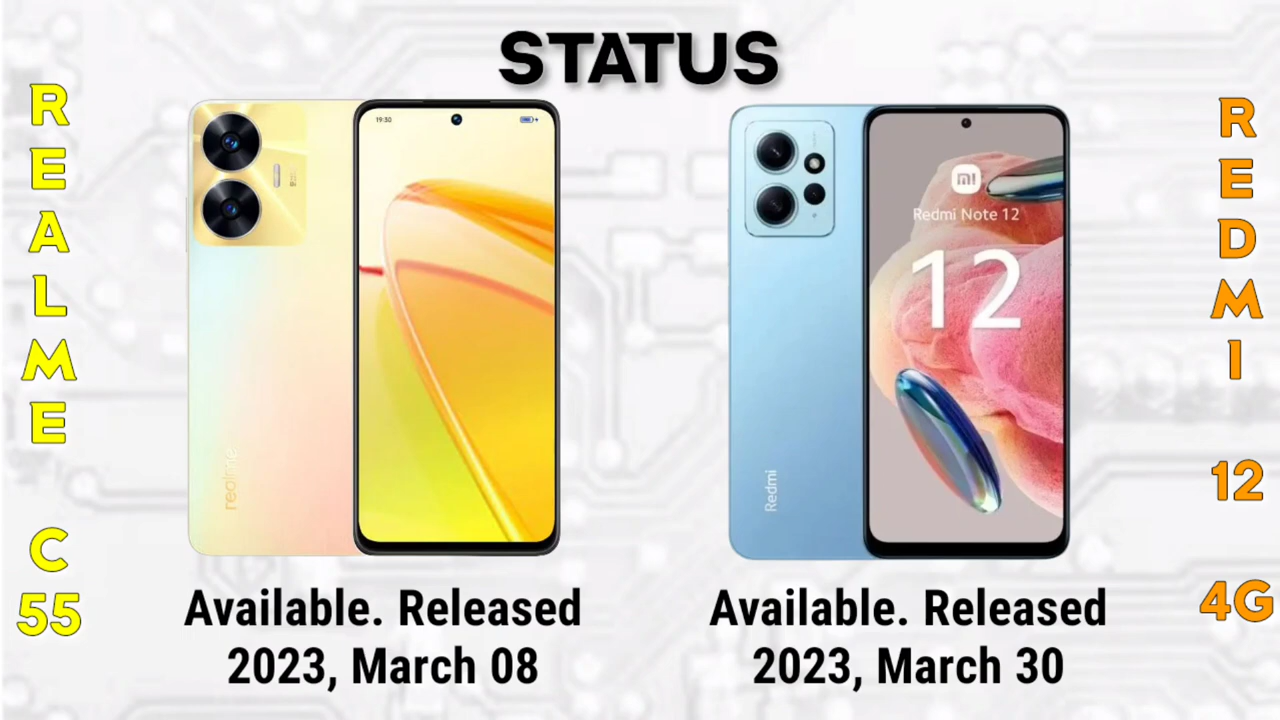 STATUS
REALME
C
55
19:30
realme
Available. Released
2023, March 08
mi
Redmi Note 12
12
Redmi
Available. Released
2023, March 30
REDMI
12
4G